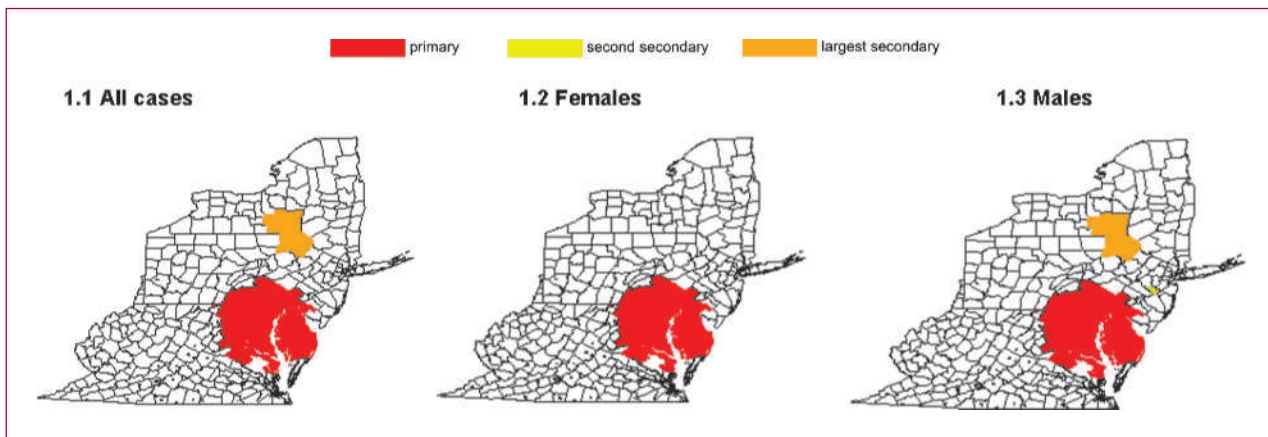 primary second secondary largest secondary
1.1 All cases 1.2 Females 1.3 Males